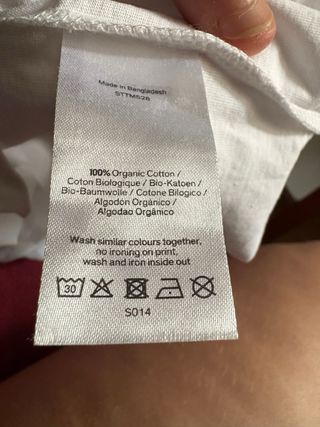 Made in Bangladesh
STTM528
100% Organic Cotton /
Coton Biologique / Bio-Katoen /
Bio-Baumwolle / Cotone Bilogico /
Algodón Orgánico /
Algodao Orgânico
Wash similar colours together,
no ironing on print,
wash and iron inside out
30
S014